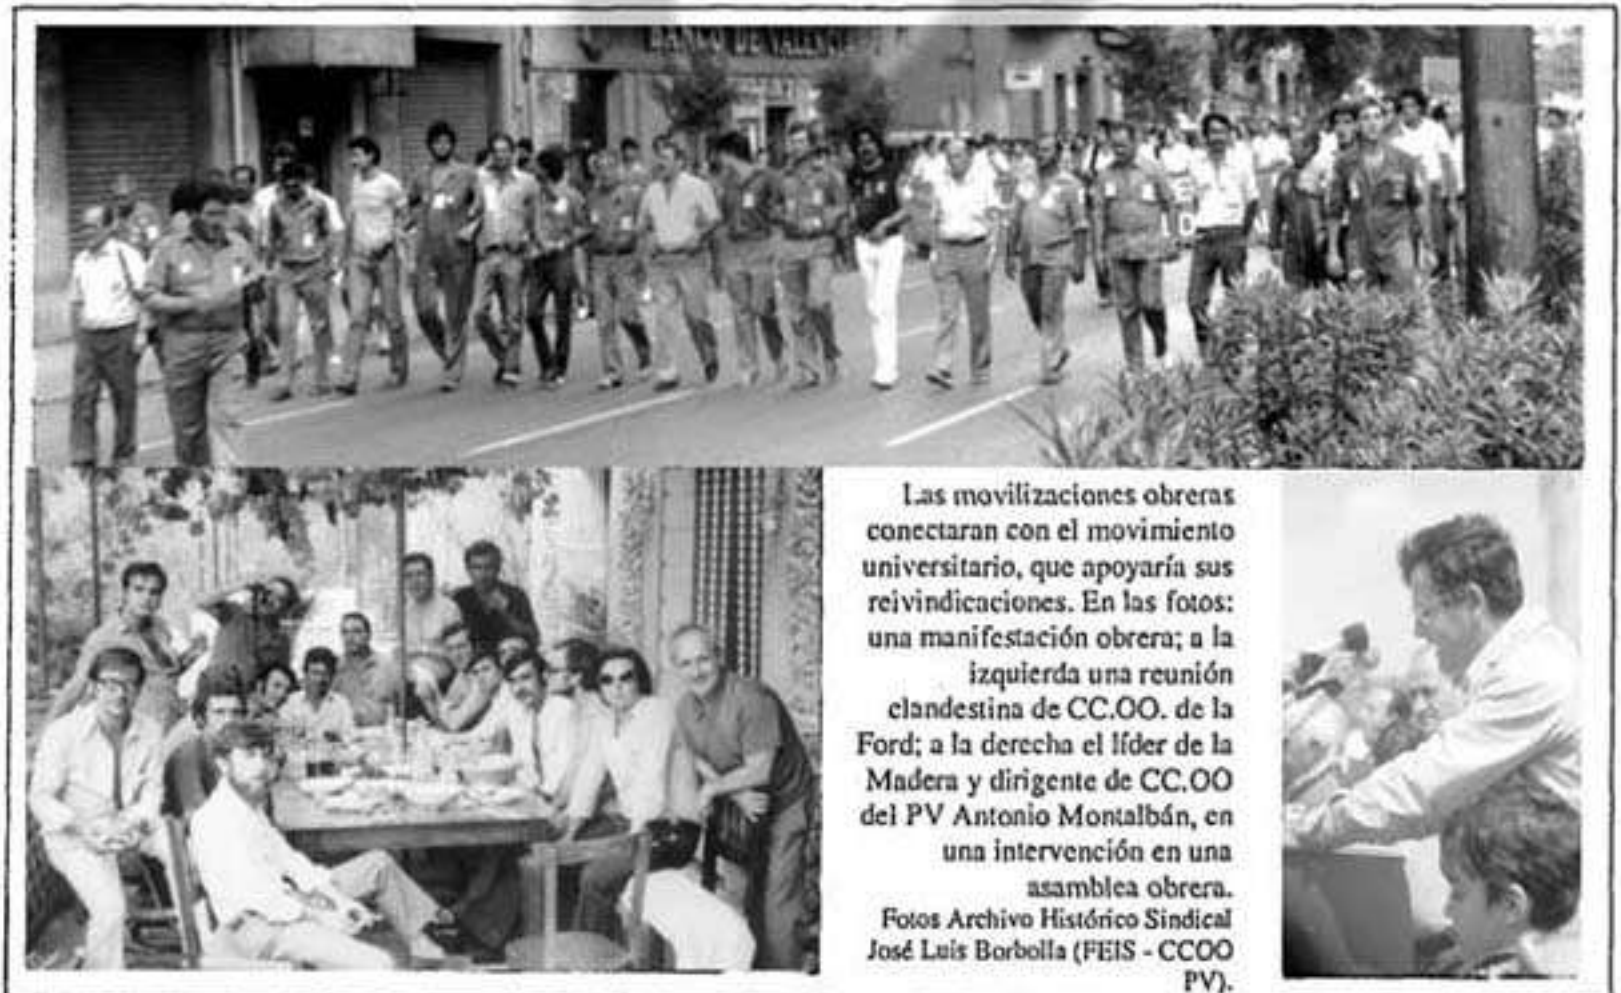 BANCO DE VALENCIA
Las movilizaciones obreras
conectaran con el movimiento
universitario, que apoyaría sus
reivindicaciones. En las fotos:
una manifestación obrera; a la
izquierda una reunión
clandestina de CC.OO. de la
Ford; a la derecha el líder de la
Madera y dirigente de CC.OO
del PV Antonio Montalbán, en
una intervención en una
asamblea obrera.
Fotos Archivo Histórico Sindical
José Luis Borbolla (FEIS - CCOO
PV).